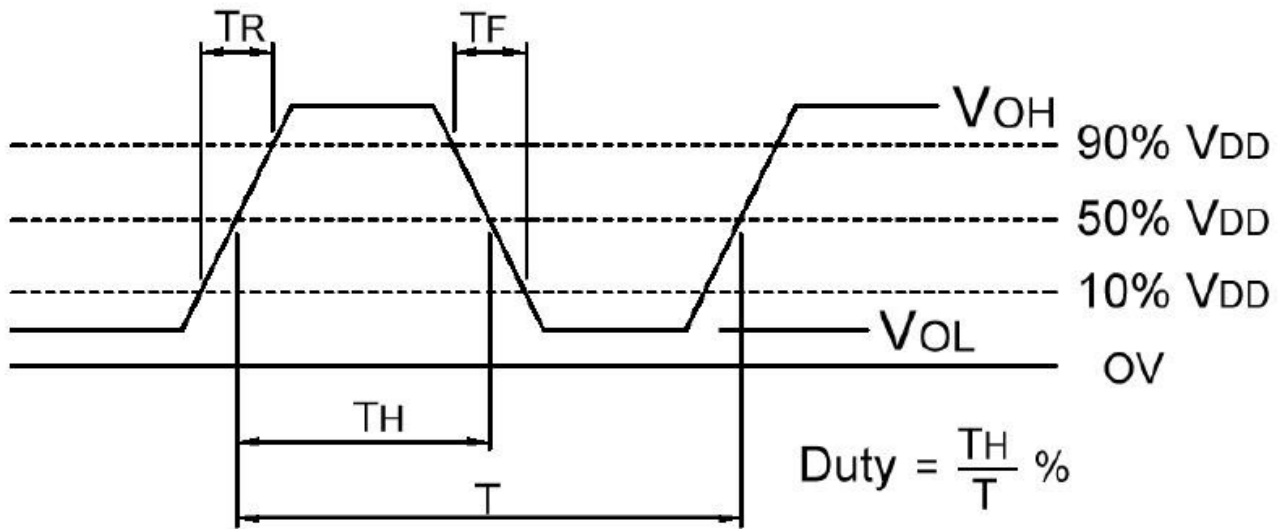 TR
TF
VOH
90% VDD
50% VDD
10% VDD
VOL
OV
TH
Duty = TH/T %
T